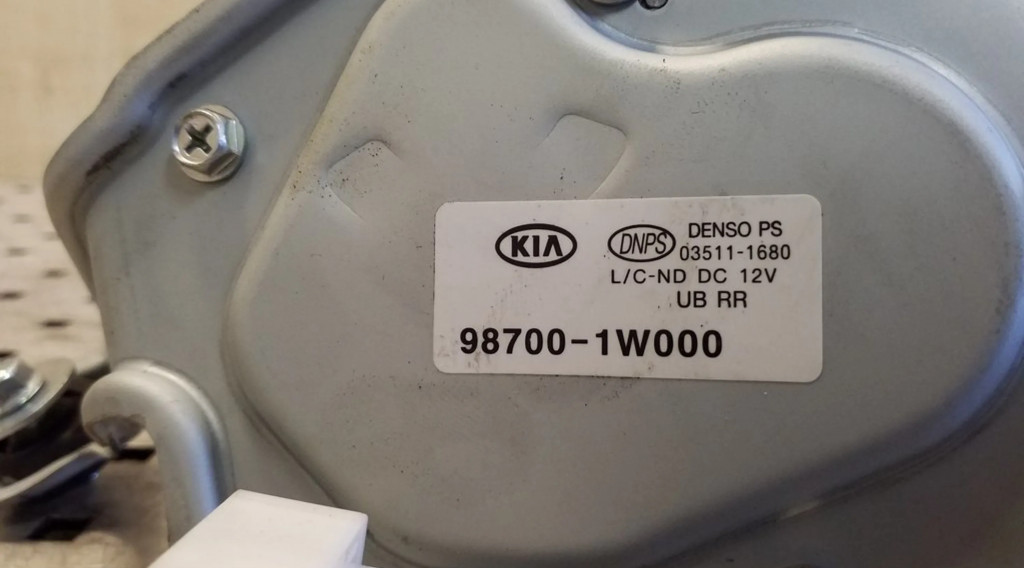 KIA DNPS DENSO PS
03511-1680
L/C-ND DC 12V
UB RR
98700-1W000